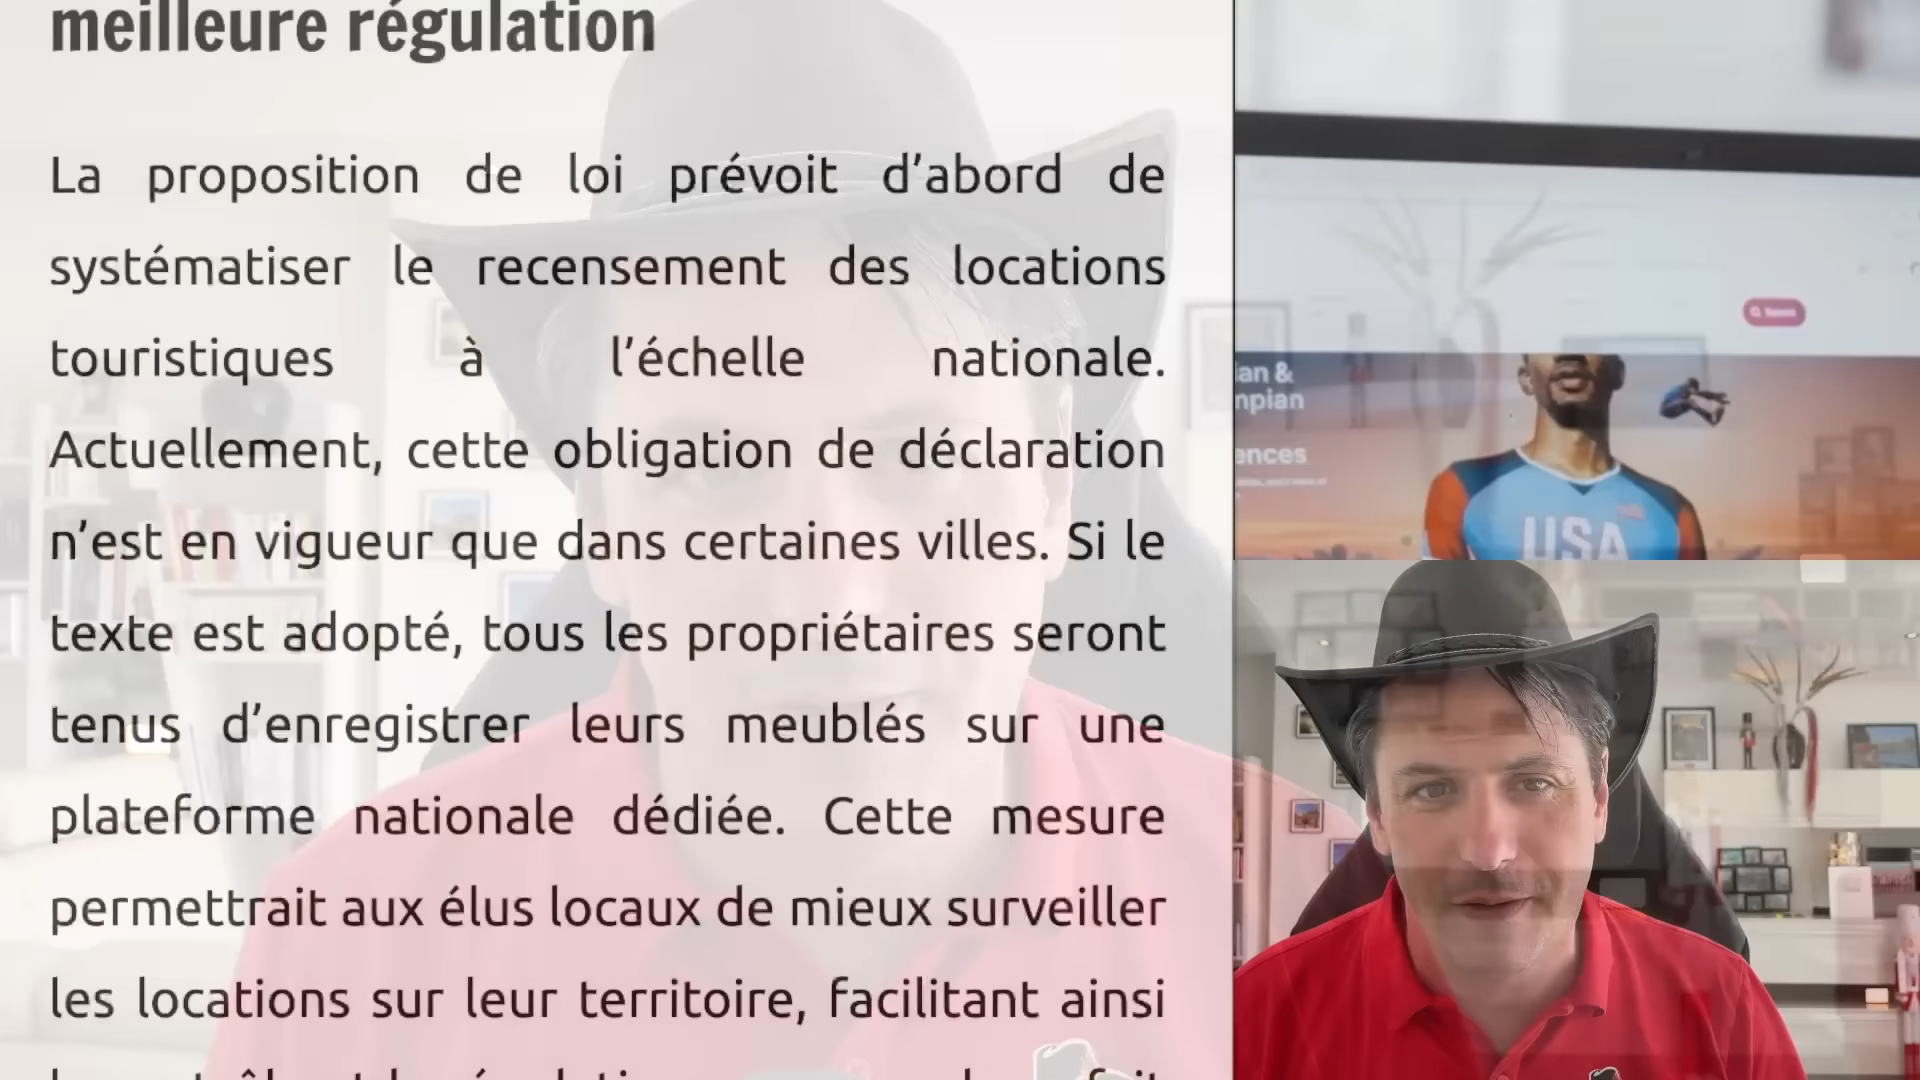 meilleure régulation
La proposition de loi prévoit d’abord de
systématiser le recensement des locations
touristiques à l’échelle nationale.
Actuellement, cette obligation de déclaration
n’est en vigueur que dans certaines villes. Si le
texte est adopté, tous les propriétaires seront
tenus d’enregistrer leurs meublés sur une
plateforme nationale dédiée. Cette mesure
permettrait aux élus locaux de mieux surveiller
les locations sur leur territoire, facilitant ainsi
ian &
mpian
ences
USA